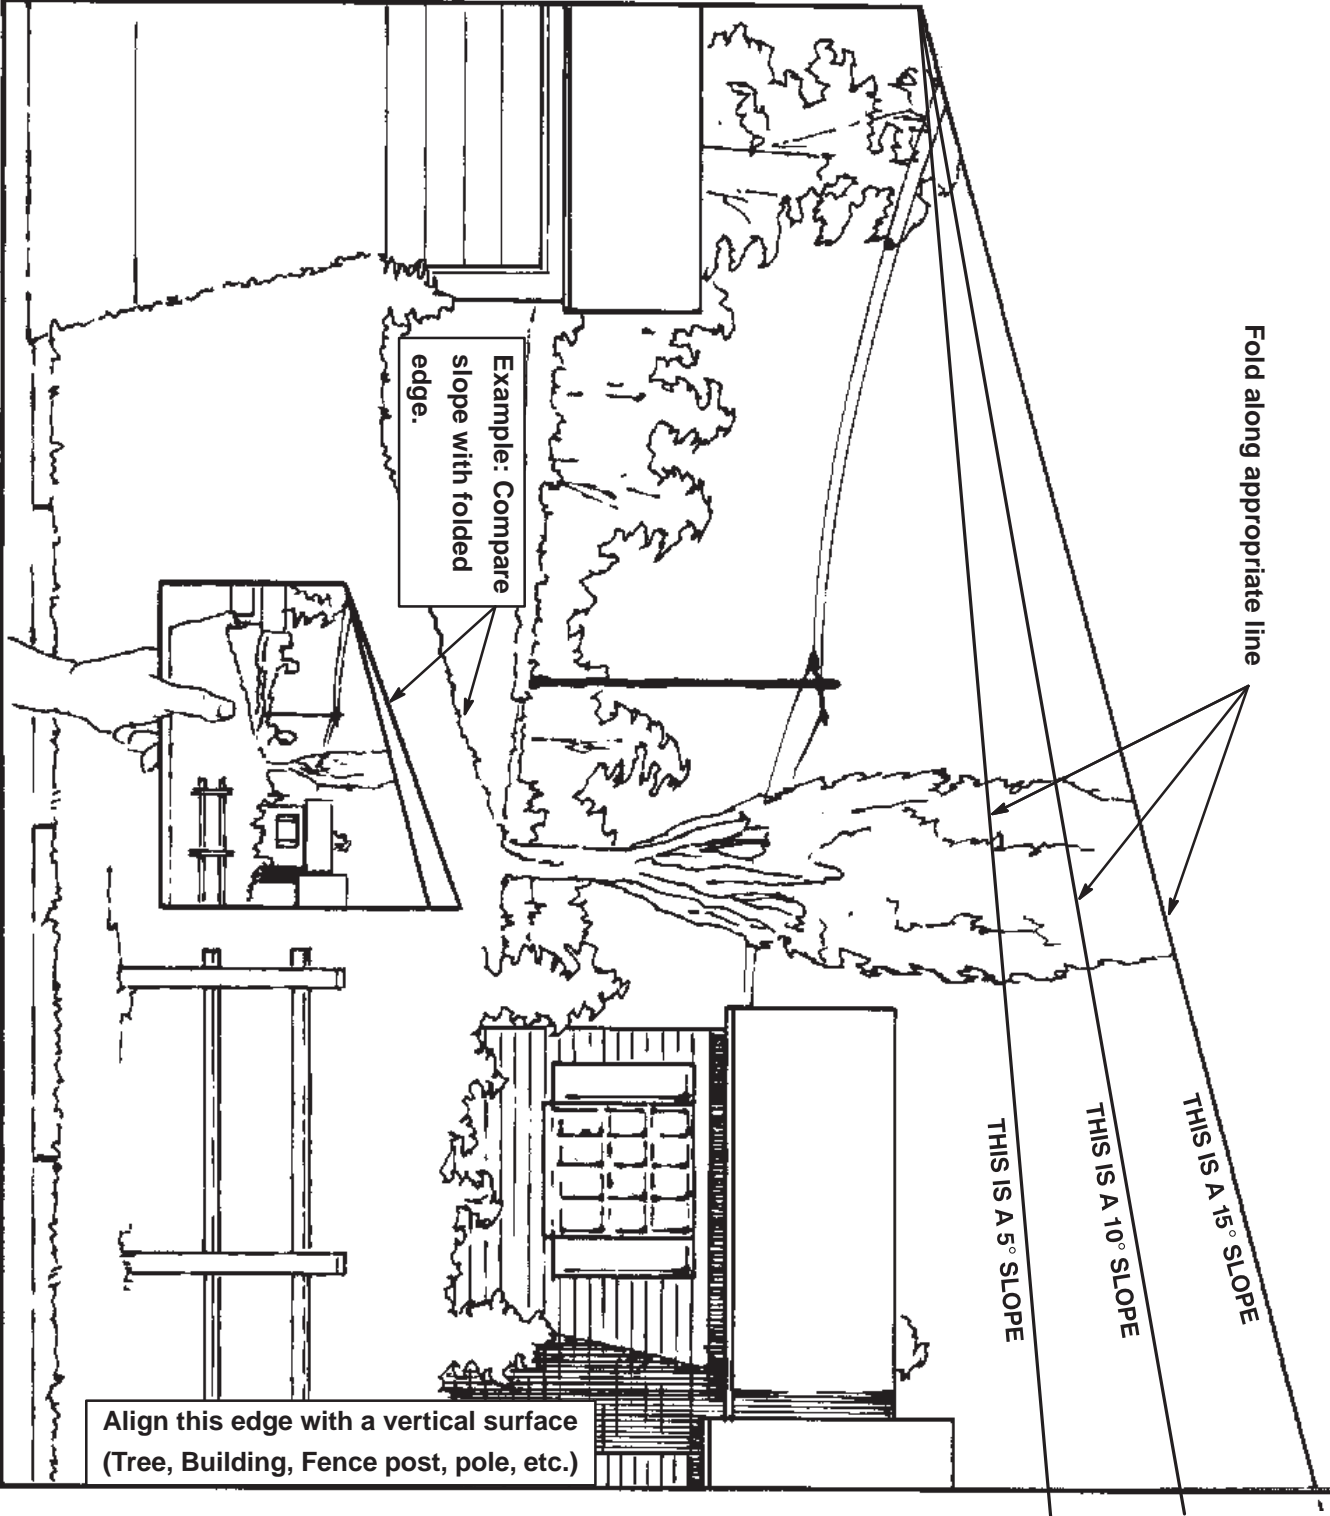 Fold along appropriate line
THIS IS A 15° SLOPE
THIS IS A 10° SLOPE
THIS IS A 5° SLOPE
Example: Compare
slope with folded
edge.
Align this edge with a vertical surface
(Tree, Building, Fence post, pole, etc.)